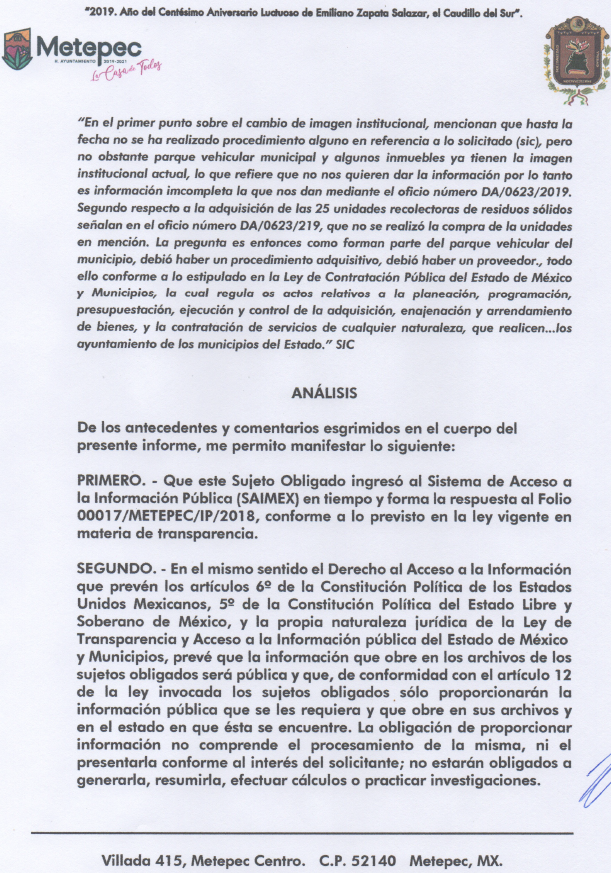 "2019. Año del Centésimo Aniversario Luctuoso de Emiliano Zapata Salazar, el Caudillo del Sur".
Metepec
H. AYUNTAMIENTO 2019-2021
La Casa de Todos
"En el primer punto sobre el cambio de imagen institucional, mencionan que hasta la
fecha no se ha realizado procedimiento alguno en referencia a lo solicitado (sic), pero
no obstante parque vehicular municipal y algunos inmuebles ya tienen la imagen
institucional actual, lo que refiere que no nos quieren dar la información por lo tanto
es información imcompleta la que nos dan mediante el oficio número DA/0623/2019.
Segundo respecto a la adquisición de las 25 unidades recolectoras de residuos sólidos
señalan en el oficio número DA/0623/219, que no se realizó la compra de la unidades
en mención. La pregunta es entonces como forman parte del parque vehicular del
municipio, debió haber un procedimiento adquisitivo, debió haber un proveedor., todo
ello conforme a lo estipulado en la Ley de Contratación Pública del Estado de México
y Municipios, la cual regula os actos relativos a la planeación, programación,
presupuestación, ejecución y control de la adquisición, enajenación y arrendamiento
de bienes, y la contratación de servicios de cualquier naturaleza, que realicen...los
ayuntamiento de los municipios del Estado." SIC
ANÁLISIS
De los antecedentes y comentarios esgrimidos en el cuerpo del
presente informe, me permito manifestar lo siguiente:
PRIMERO. - Que este Sujeto Obligado ingresó al Sistema de Acceso a
la Información Pública (SAIMEX) en tiempo y forma la respuesta al Folio
00017/METEPEC/IP/2018, conforme a lo previsto en la ley vigente en
materia de transparencia.
SEGUNDO. - En el mismo sentido el Derecho al Acceso a la Información
que prevén los artículos 6º de la Constitución Política de los Estados
Unidos Mexicanos, 5º de la Constitución Política del Estado Libre y
Soberano de México, y la propia naturaleza jurídica de la Ley de
Transparencia y Acceso a la Información pública del Estado de México
y Municipios, prevé que la información que obre en los archivos de los
sujetos obligados será pública y que, de conformidad con el artículo 12
de la ley invocada los sujetos obligados sólo proporcionarán la
información pública que se les requiera y que obre en sus archivos y
en el estado en que ésta se encuentre. La obligación de proporcionar
información no comprende el procesamiento de la misma, ni el
presentarla conforme al interés del solicitante; no estarán obligados a
generarla, resumirla, efectuar cálculos o practicar investigaciones.
Villada 415, Metepec Centro. C.P. 52140 Metepec, MX.